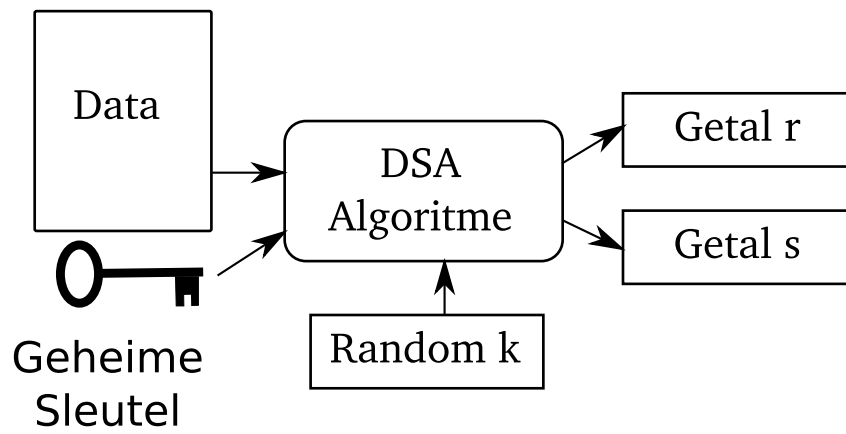 Data
DSA
Algoritme
Getal r
Getal s
Random k
Geheime
Sleutel